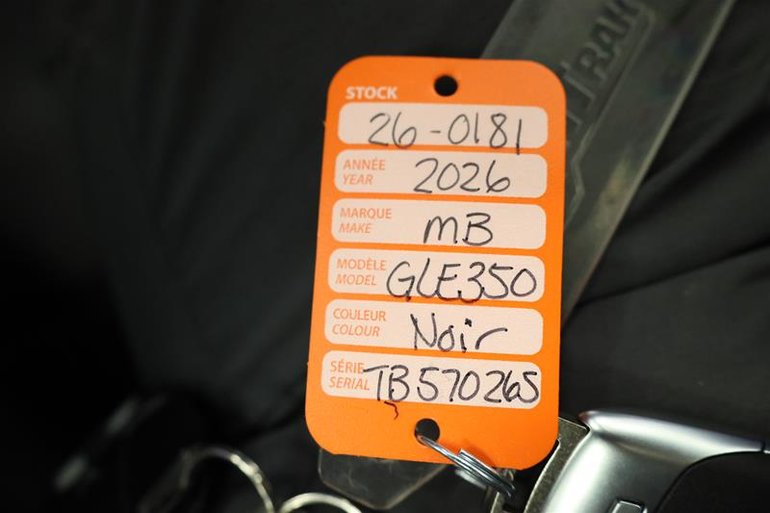 STOCK
26-0181
ANNÉE
YEAR
2026
MARQUE
MAKE
MB
MODÈLE
MODEL
GLE350
COULEUR
COLOUR
Noir
SÉRIE
SERIAL
TB570265